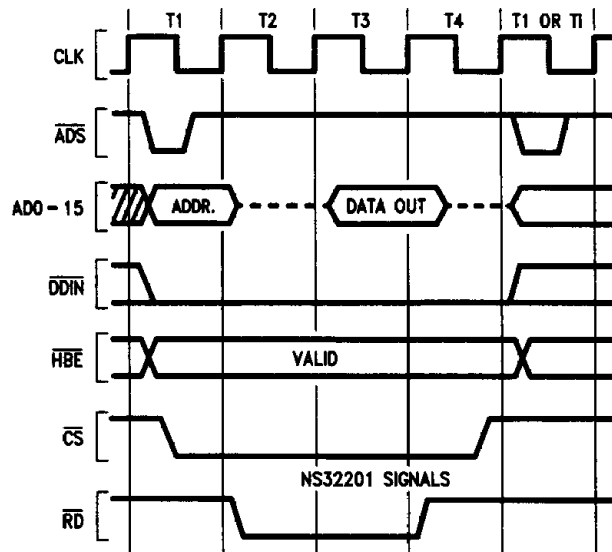 T1 T2 T3 T4 T1 OR Ti
CLK
ADS
AD0-15 ADDR. DATA OUT
DDIN
HBE VALID
CS
NS32201 SIGNALS
RD